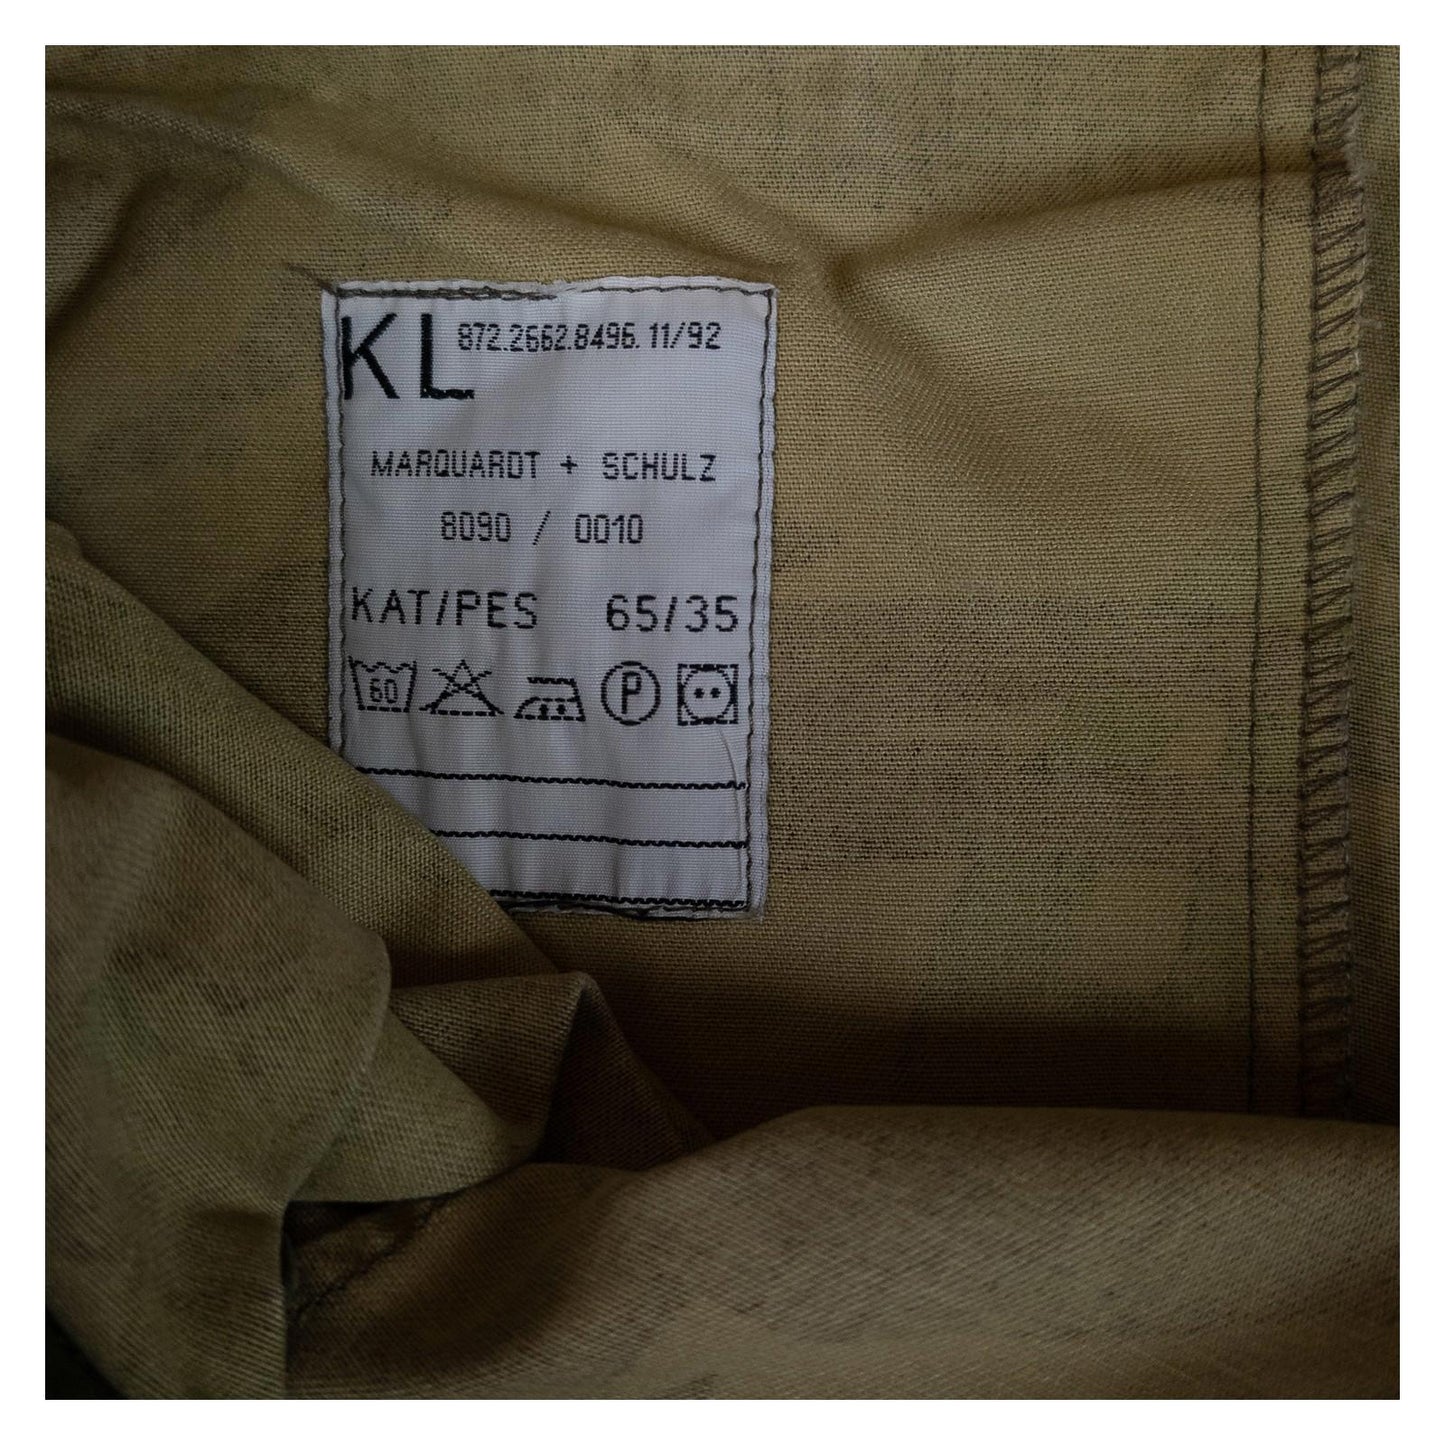 KL 872.2662.8496. 11/92
MARQUARDT + SCHULZ
8090 / 0010
KAT/PES 65/35
60 P